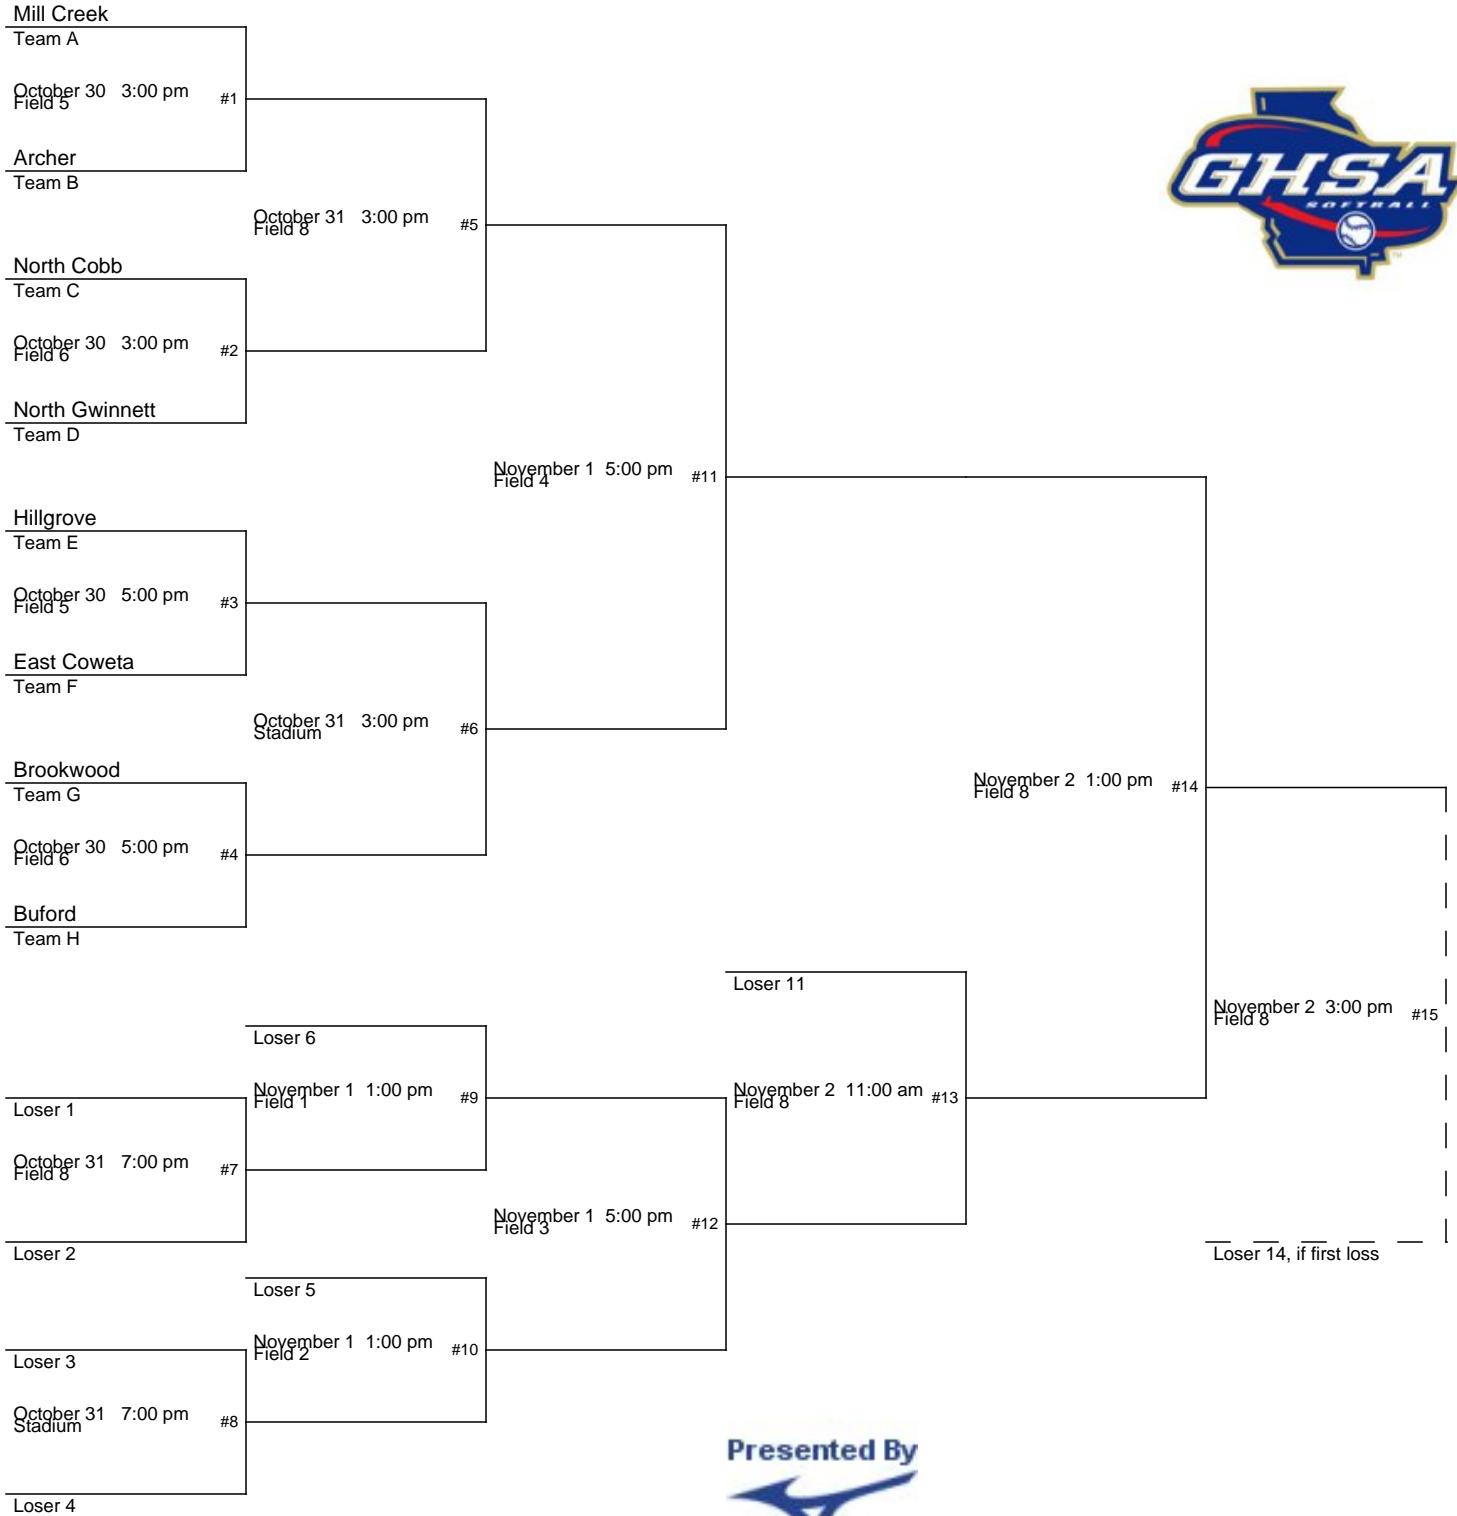 Mill Creek
Team A
October 30 3:00 pm
Field 5
#1
Archer
Team B
October 31 3:00 pm
Field 8
#5
North Cobb
Team C
October 30 3:00 pm
Field 6
#2
North Gwinnett
Team D
November 1 5:00 pm
Field 4
#11
Hillgrove
Team E
October 30 5:00 pm
Field 5
#3
East Coweta
Team F
October 31 3:00 pm
Stadium
#6
Brookwood
Team G
October 30 5:00 pm
Field 6
#4
Buford
Team H
November 2 1:00 pm
Field 8
#14
GHSA
SOFTBALL
TM
Loser 11
Loser 6
November 1 1:00 pm
Field 1
#9
November 2 11:00 am
Field 8
#13
November 2 3:00 pm
Field 8
#15
Loser 1
October 31 7:00 pm
Field 8
#7
Loser 2
November 1 5:00 pm
Field 3
#12
Loser 14, if first loss
Loser 5
November 1 1:00 pm
Field 2
#10
Loser 3
October 31 7:00 pm
Stadium
#8
Loser 4
Presented By